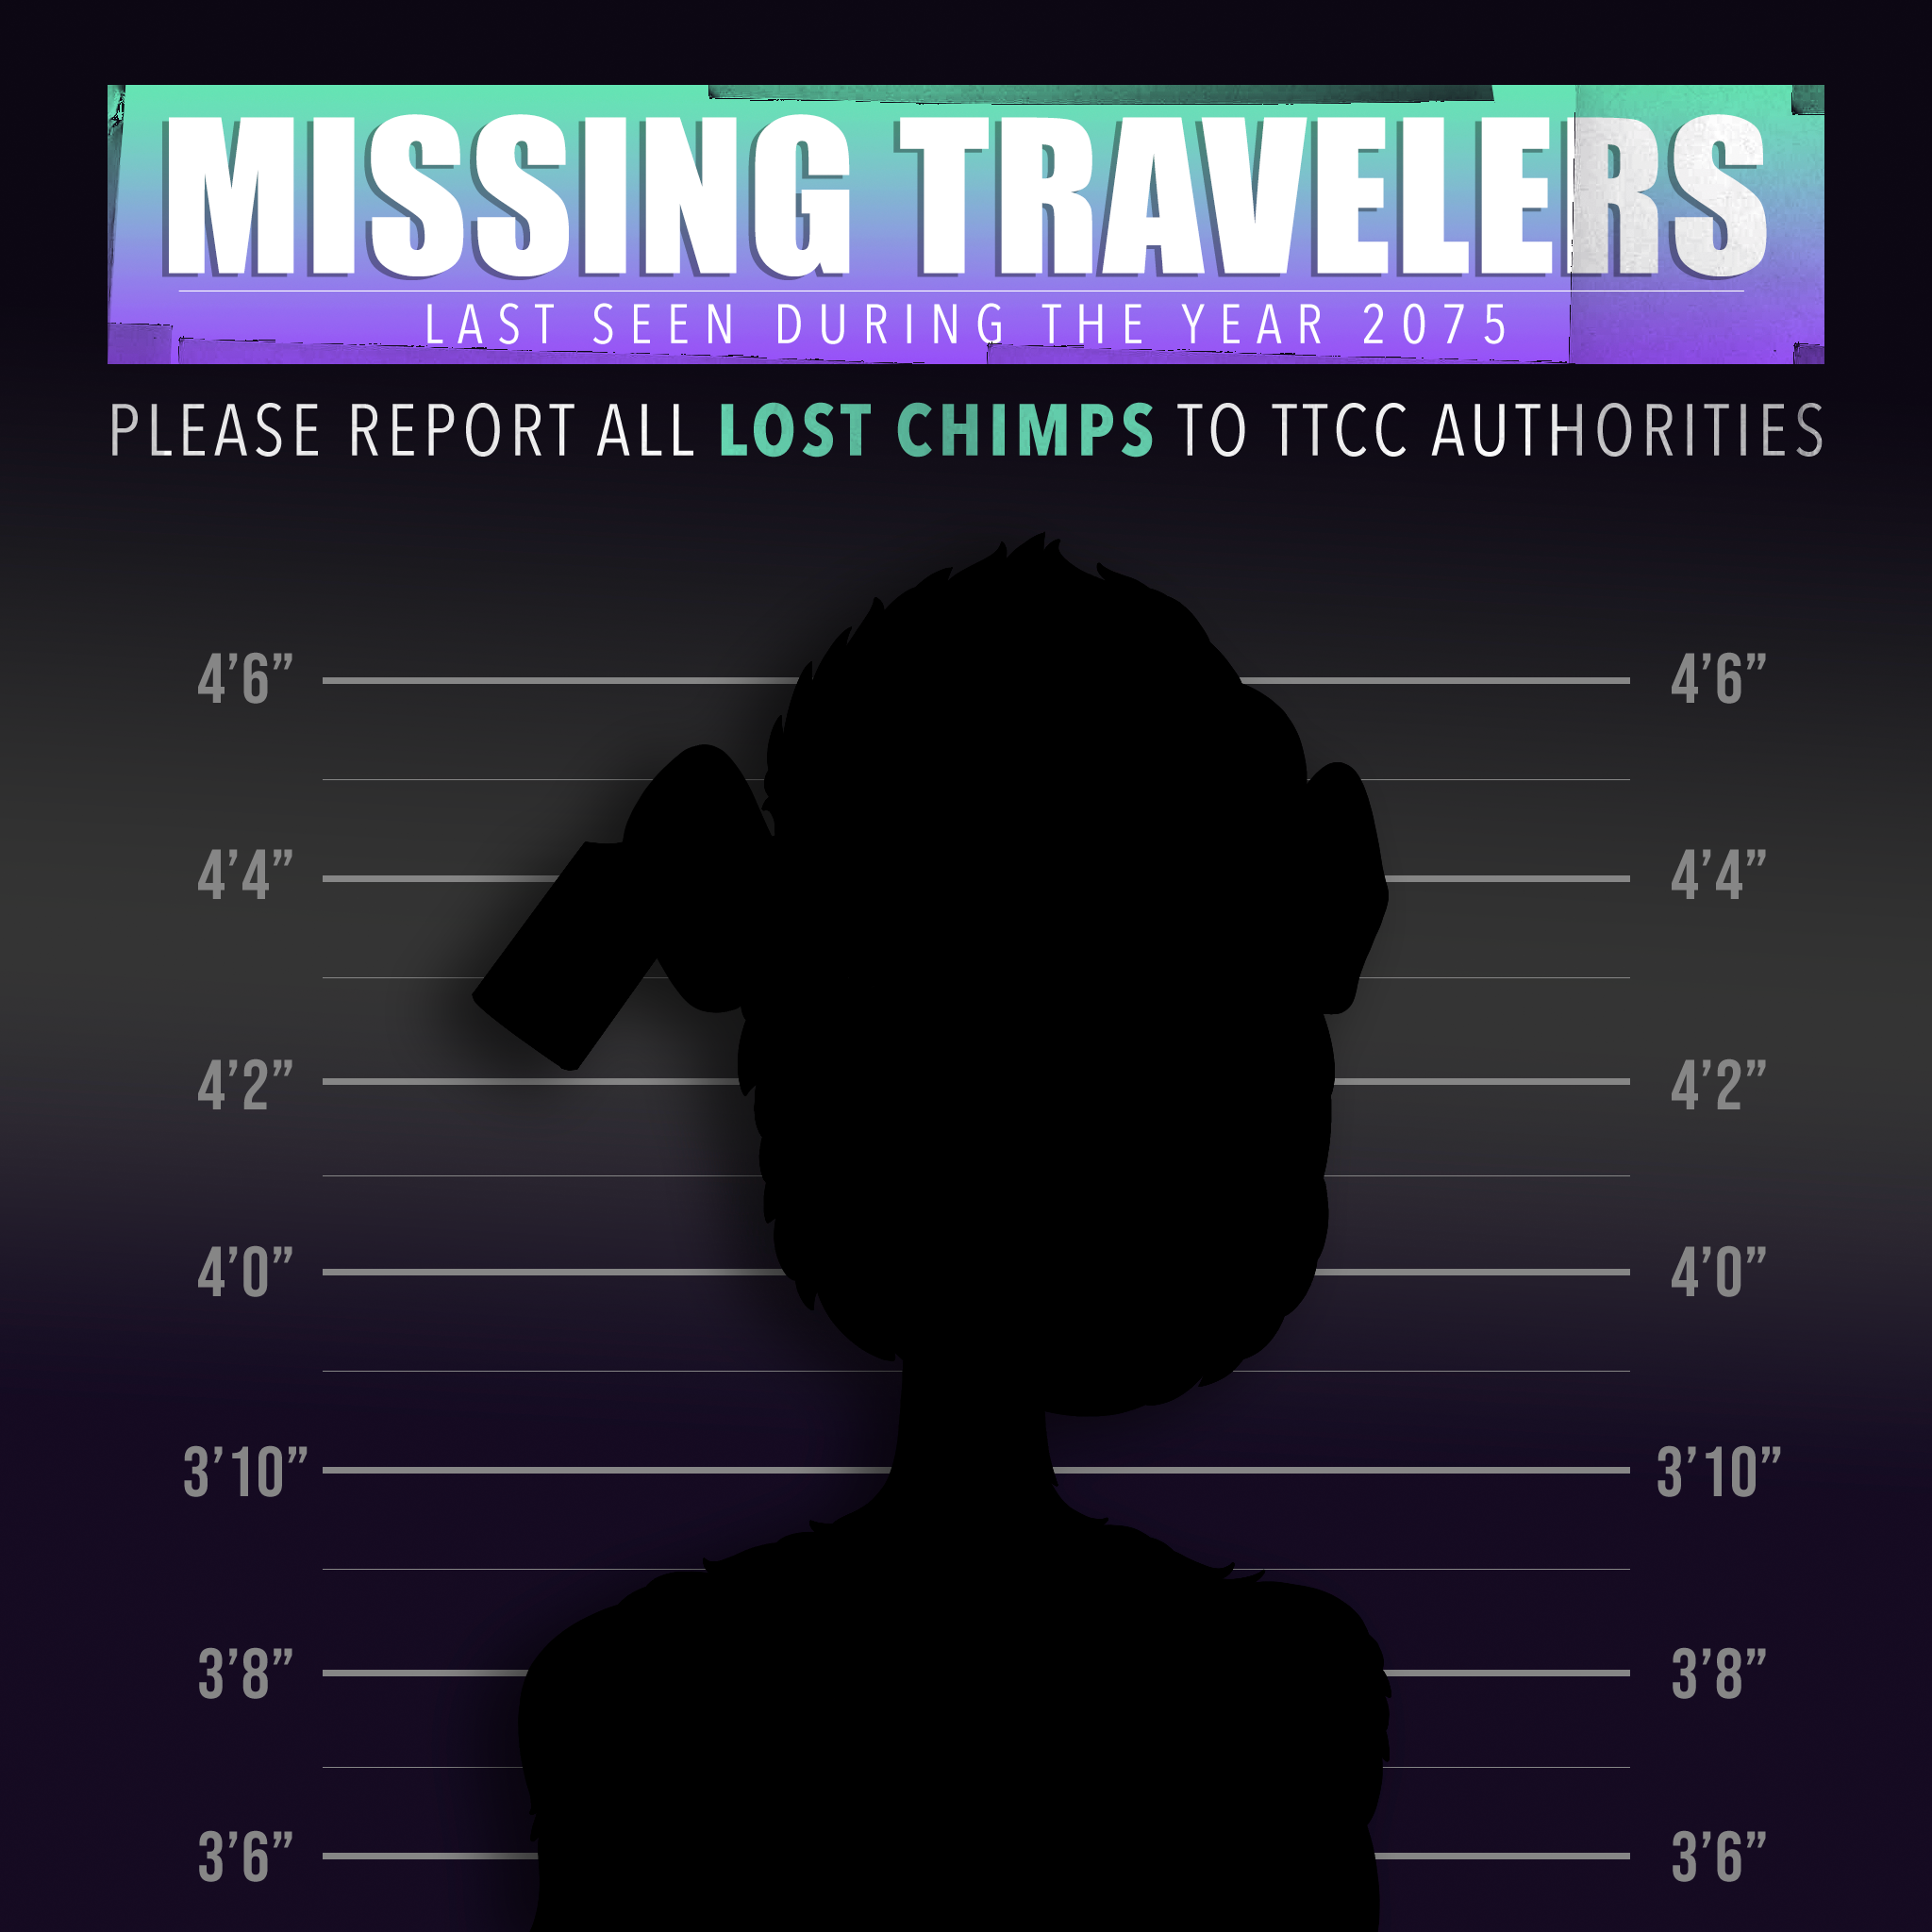 MISSING TRAVELERS
LAST SEEN DURING THE YEAR 2075
PLEASE REPORT ALL LOST CHIMPS TO TTCC AUTHORITIES
4’6” 4’6”
4’4” 4’4”
4’2” 4’2”
4’0” 4’0”
3’10” 3’10”
3’8” 3’8”
3’6” 3’6”